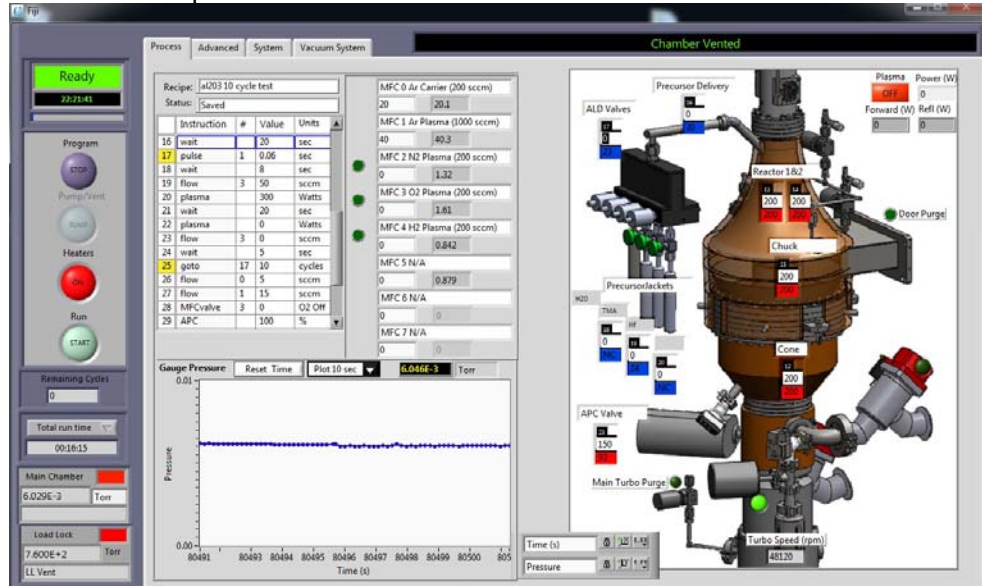 Fiji
Process Advanced System Vacuum System
Chamber Vented
Ready
22:21:41
Program
STOP
Pump/Vent
Heaters
ON
Run
START
Remaining Cycles
0
Total run time
00:16:15
Main Chamber
6.029E-3 Torr
Load Lock
7.600E+2 Torr
LL Vent
Recipe: al203 10 cycle test
Status: Saved
Instruction # Value Units
16 wait 20 sec
17 pulse 1 0.06 sec
18 wait 8 sec
19 flow 3 50 sccm
20 plasma 300 Watts
21 wait 20 sec
22 plasma 0 Watts
23 flow 3 0 sccm
24 wait 5 sec
25 goto 17 10 cycles
26 flow 0 5 sccm
27 flow 1 15 sccm
28 MFCvalve 3 0 O2 Off
29 APC 100 %
MFC 0 Ar Carrier (200 sccm)
20 20.1
MFC 1 Ar Plasma (1000 sccm)
40 40.3
MFC 2 N2 Plasma (200 sccm)
0 1.32
MFC 3 O2 Plasma (200 sccm)
0 1.61
MFC 4 H2 Plasma (200 sccm)
0 0.842
MFC 5 N/A
0 0.879
MFC 6 N/A
0 0
MFC 7 N/A
0 0
Gauge Pressure Reset Time Plot 10 sec 6.046E-3 Torr
0.01
Pressure
0.00
80491 80493 80494 80495 80496 80497 80498 80499 80500 805
Time (s)
Time (s)
Pressure
Precursor Delivery
0
ALD Valves
17
0
Plasma Power (W)
OFF 0
Forward (W) Refl (W)
0 0
Reactor 1&2
200 200
200 200
Door Purge
Chuck
200
200
PrecursorJackets
H2O
TMA
Hf
0
NC
0
24
0
NC
Cone
12
200
200
APC Valve
150
Main Turbo Purge
Turbo Speed (rpm)
48120